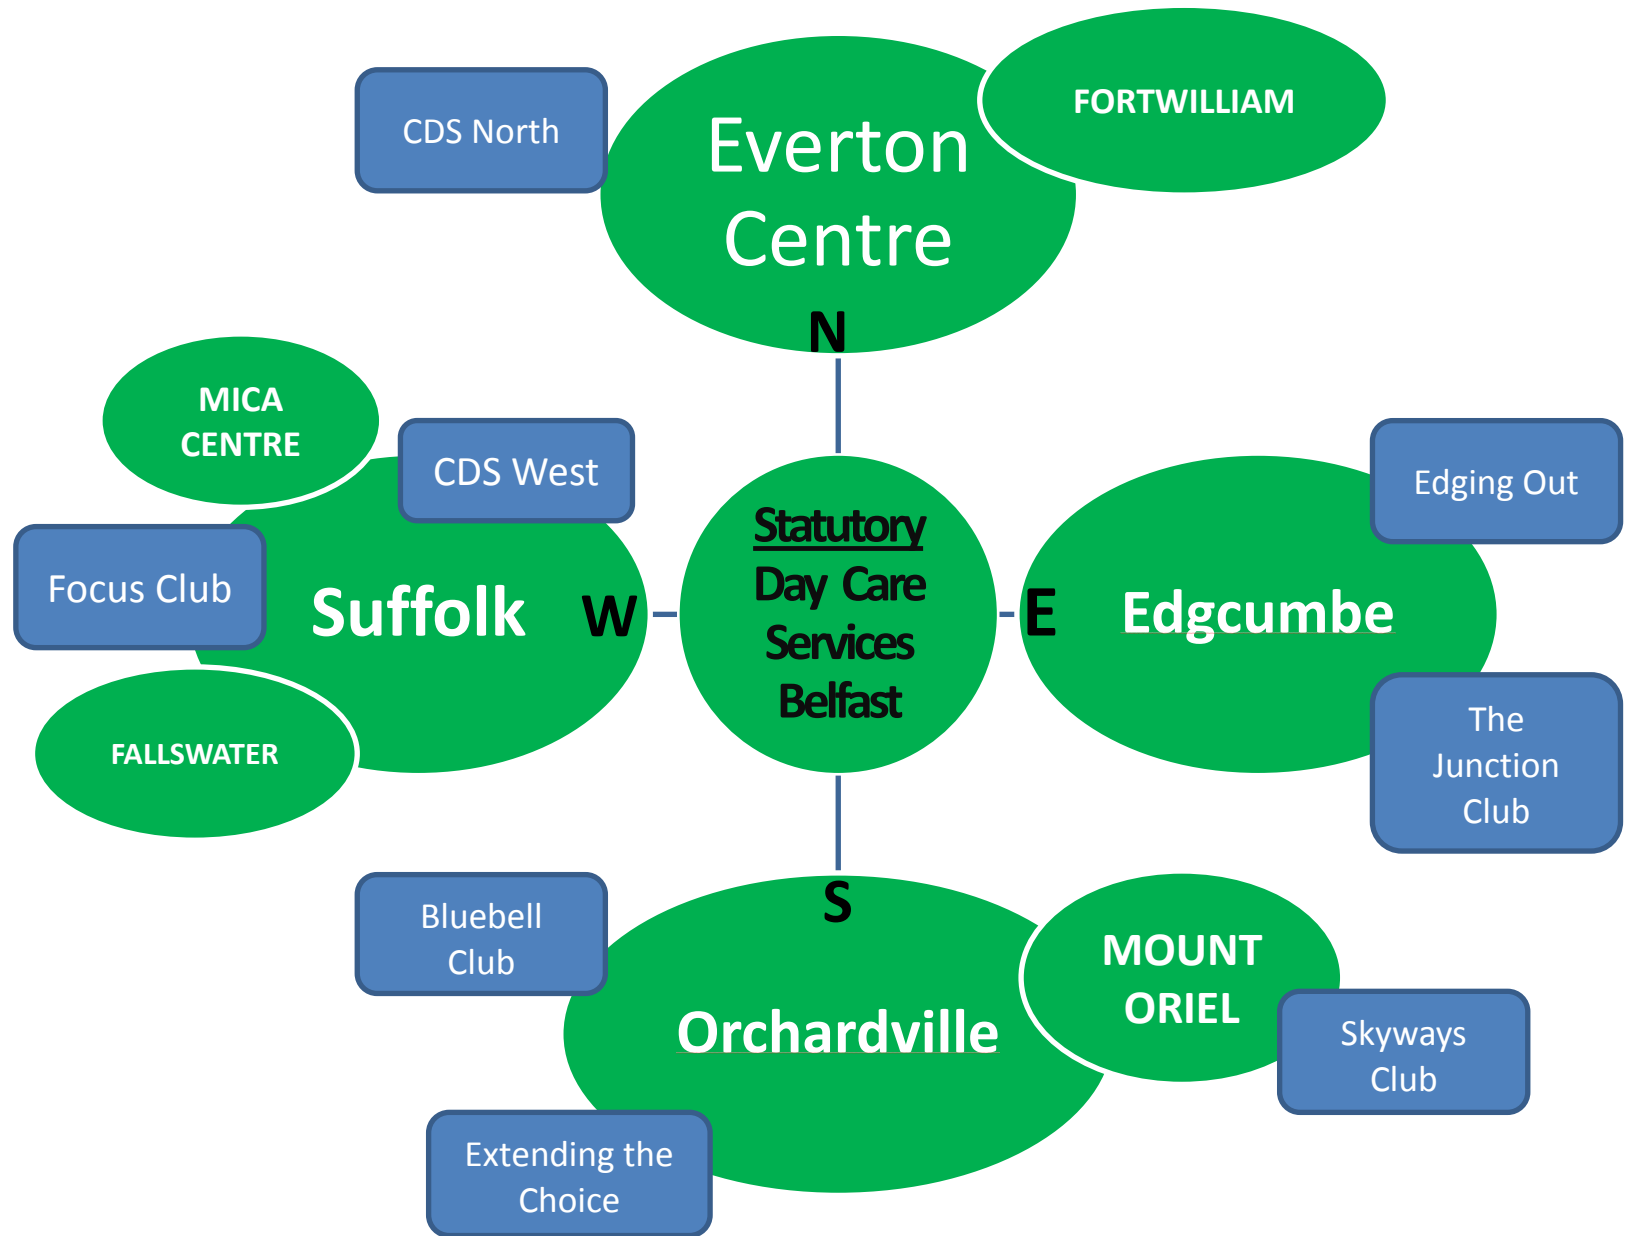 CDS North
Everton
Centre
FORTWILLIAM
N
MICA
CENTRE
CDS West
Focus Club
Suffolk
W
FALLSWATER
Statutory
Day Care
Services
Belfast
E
Edgcumbe
Edging Out
The
Junction
Club
S
Bluebell
Club
Orchardville
MOUNT
ORIEL
Skyways
Club
Extending the
Choice